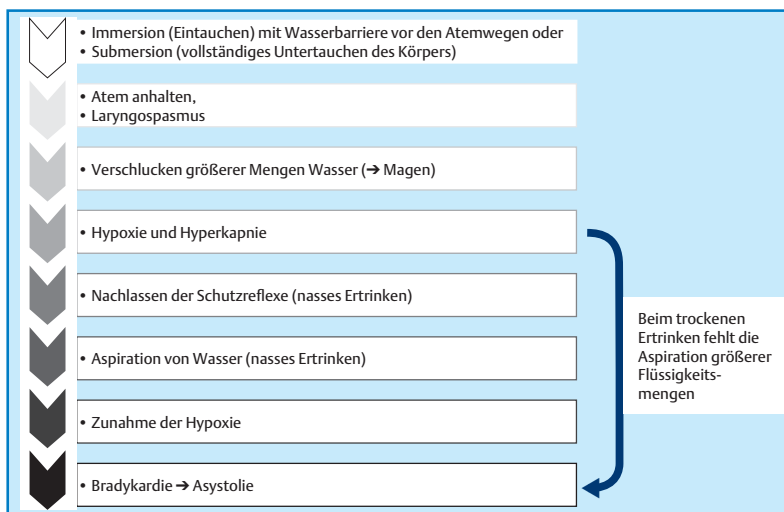 • Immersion (Eintauchen) mit Wasserbarriere vor den Atemwegen oder
• Submersion (vollständiges Untertauchen des Körpers)
• Atem anhalten,
• Laryngospasmus
• Verschlucken größerer Mengen Wasser (➔ Magen)
• Hypoxie und Hyperkapnie
• Nachlassen der Schutzreflexe (nasses Ertrinken)
• Aspiration von Wasser (nasses Ertrinken)
• Zunahme der Hypoxie
• Bradykardie ➔ Asystolie
Beim trockenen
Ertrinken fehlt die
Aspiration größerer
Flüssigkeits-
mengen